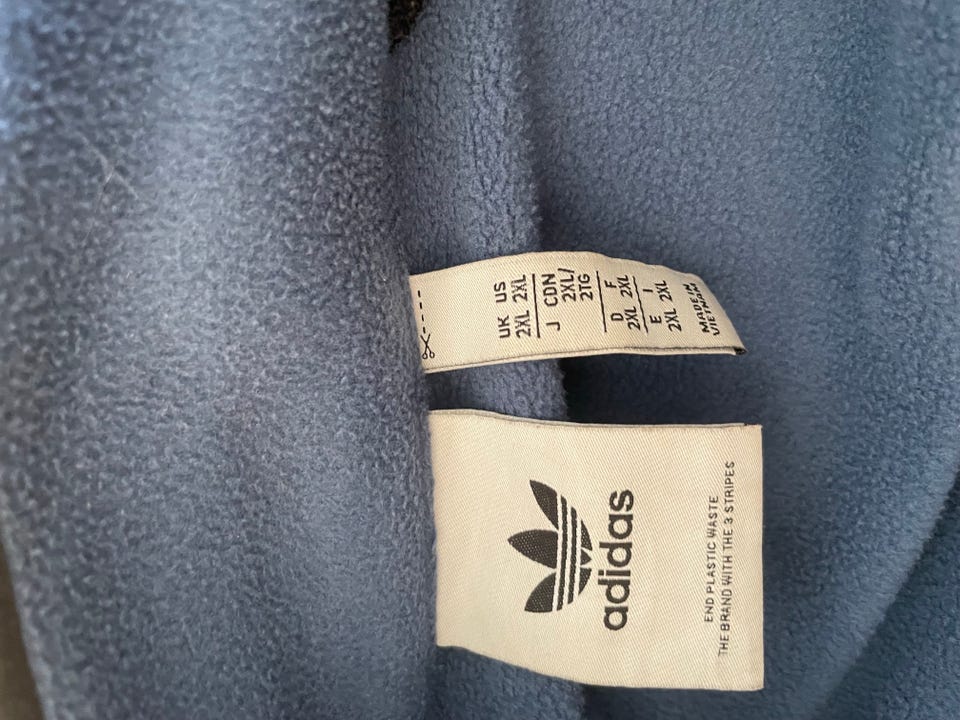 UK US
2XL 2XL
J CDN
2XL/
2TG
D F
2XL 2XL
E I
2XL 2XL
MADE IN
VIETNAM
adidas
END PLASTIC WASTE
THE BRAND WITH THE 3 STRIPES